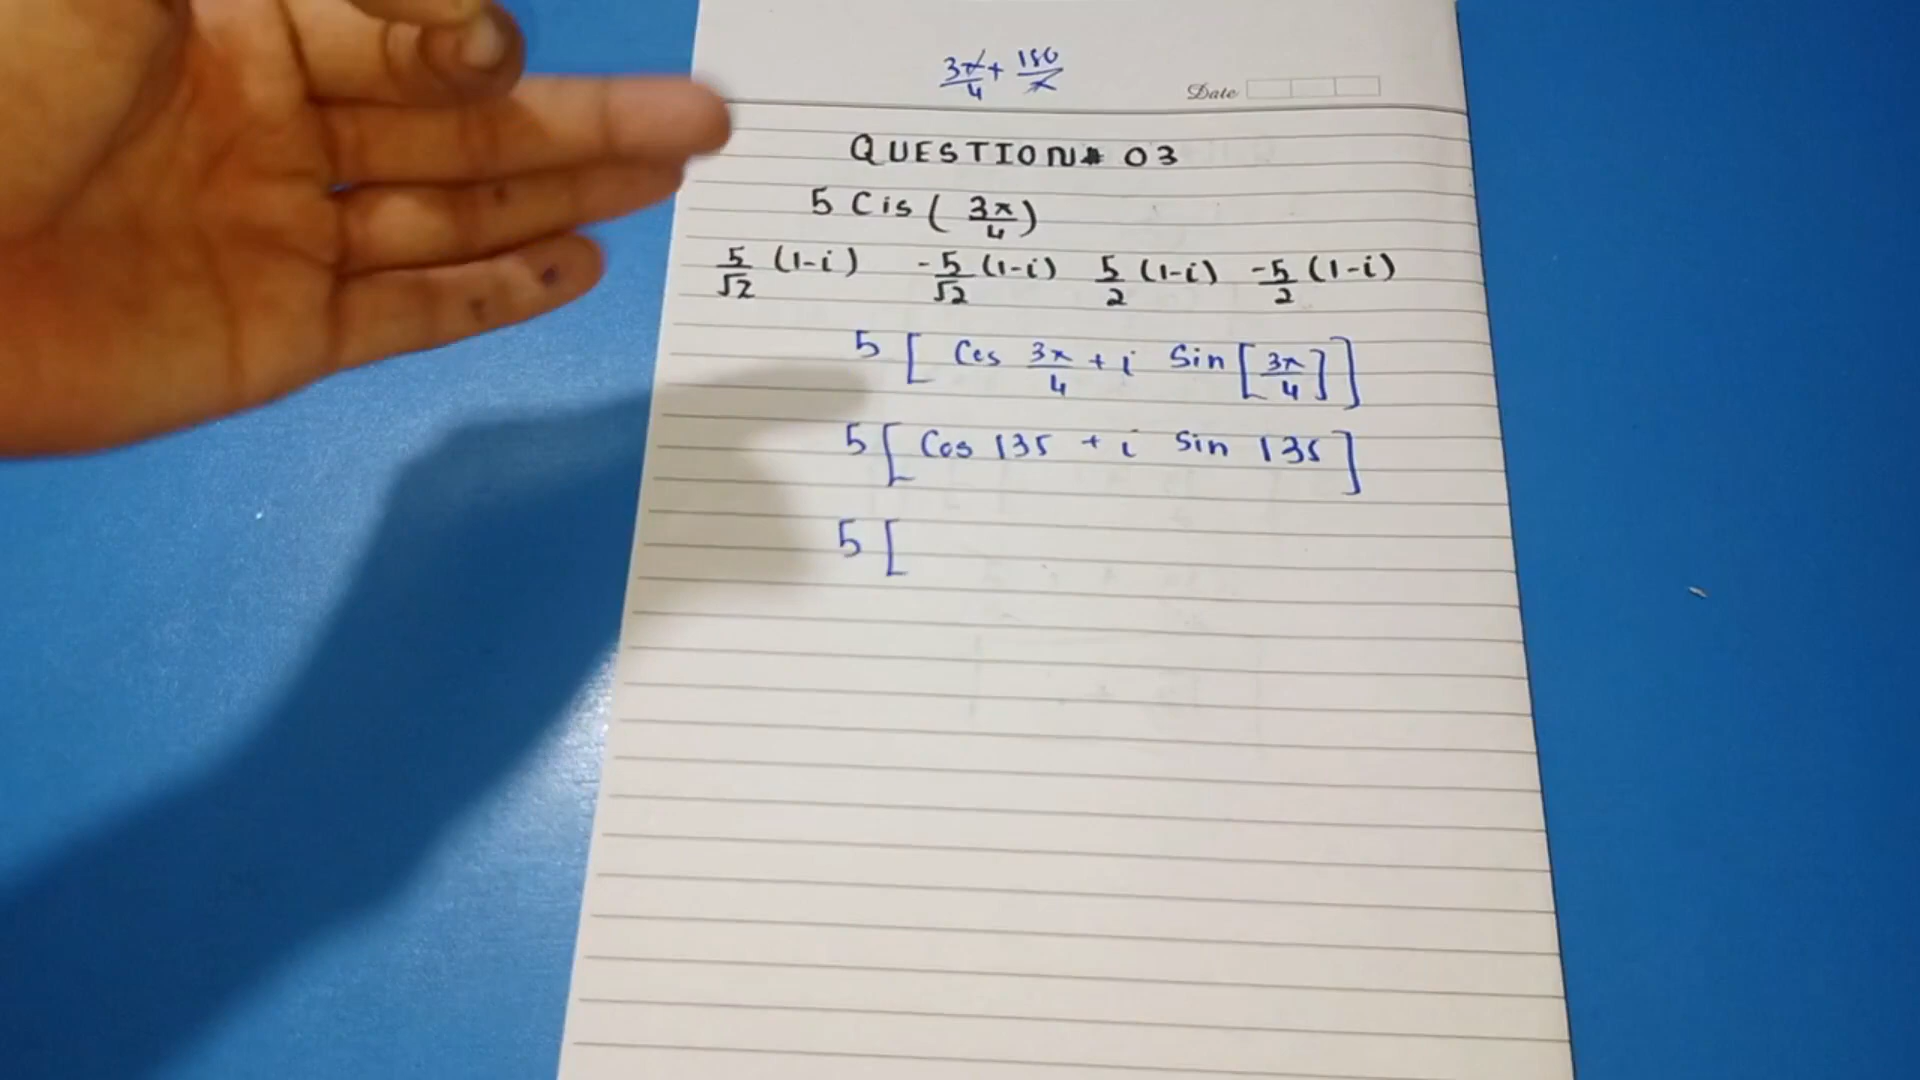 3π/4 + 180/π
Date
QUESTION# 03
5 Cis (3π/4)
5/√2 (1-i) -5/√2 (1-i) 5/2 (1-i) -5/2 (1-i)
5 [ Cos 3π/4 + i Sin [3π/4]]
5 [ Cos 135 + i Sin 135 ]
5 [